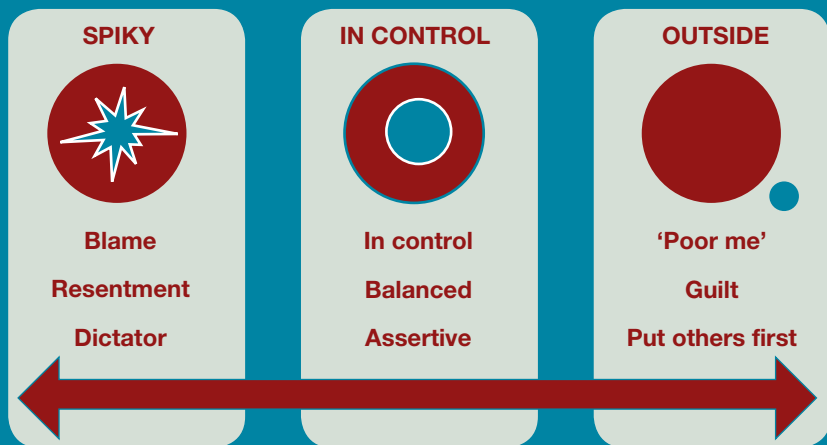 SPIKY
Blame
Resentment
Dictator
IN CONTROL
In control
Balanced
Assertive
OUTSIDE
‘Poor me’
Guilt
Put others first